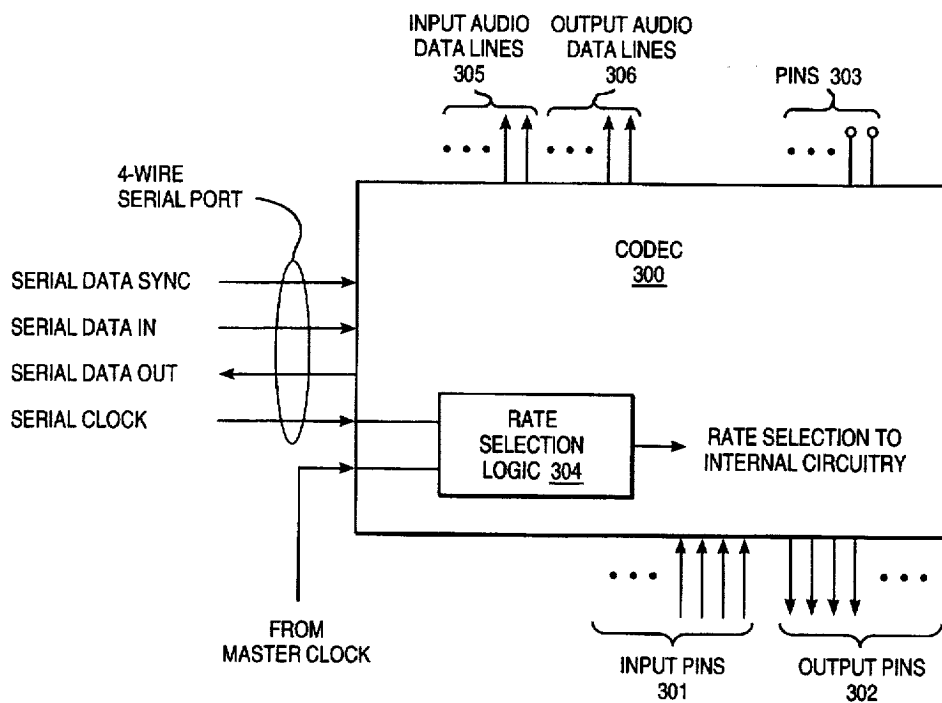 INPUT AUDIO
DATA LINES
305
OUTPUT AUDIO
DATA LINES
306
PINS 303
4-WIRE
SERIAL PORT
CODEC
300
SERIAL DATA SYNC
SERIAL DATA IN
SERIAL DATA OUT
SERIAL CLOCK
RATE
SELECTION
LOGIC 304
RATE SELECTION TO
INTERNAL CIRCUITRY
FROM
MASTER CLOCK
INPUT PINS
301
OUTPUT PINS
302